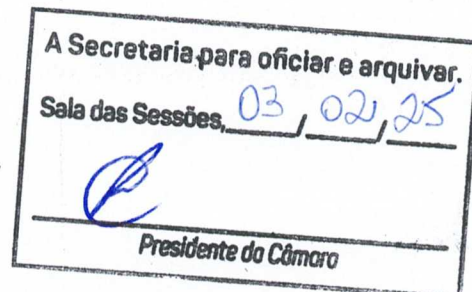 A Secretaria para oficiar e arquivar.
Sala das Sessões, 03 / 02 / 25
Presidente da Câmara